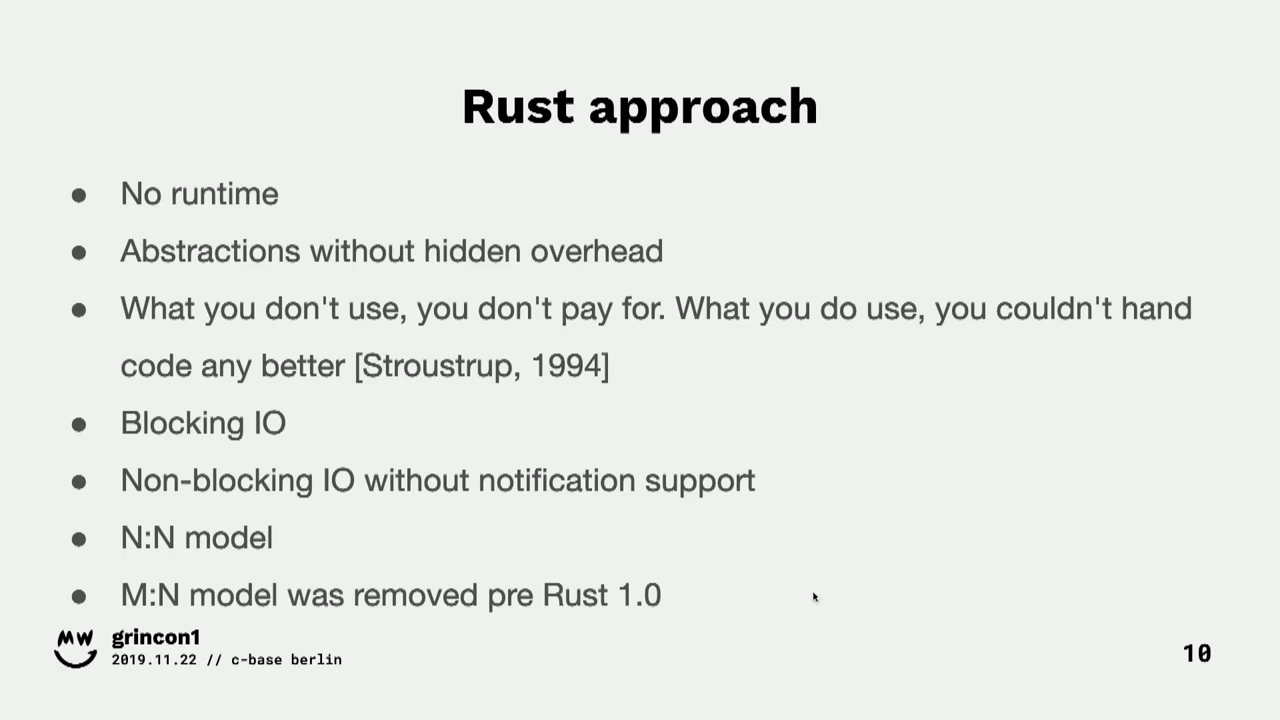 Rust approach
● No runtime
● Abstractions without hidden overhead
● What you don't use, you don't pay for. What you do use, you couldn't hand
code any better [Stroustrup, 1994]
● Blocking IO
● Non-blocking IO without notification support
● N:N model
● M:N model was removed pre Rust 1.0
MW
grincon1
2019.11.22 // c-base berlin
10